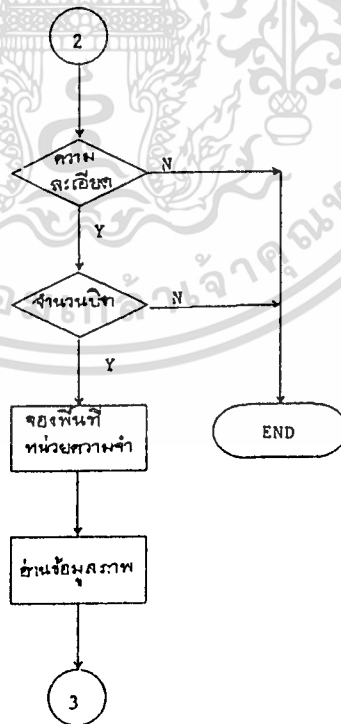 2
ความ
ละเอียด
N
Y
จำนวนบิต
N
Y
จองพื้นที่
หน่วยความจำ
END
อ่านข้อมูลภาพ
3